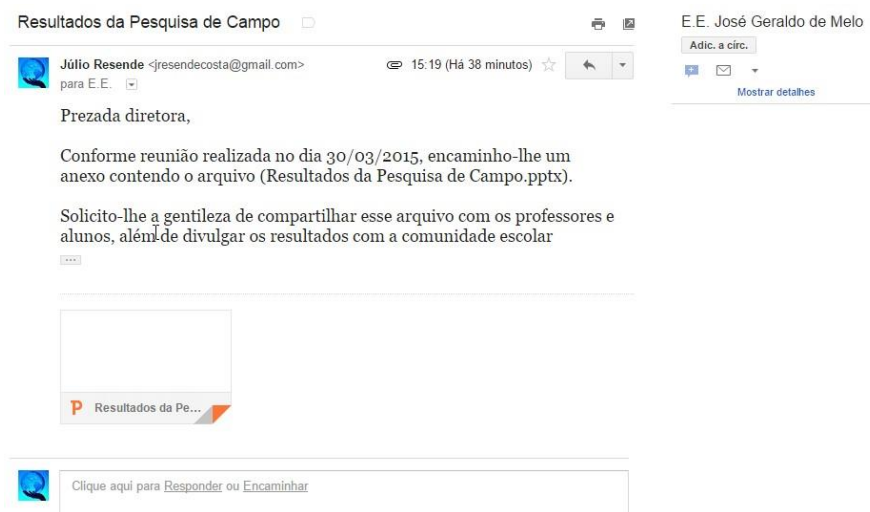 Resultados da Pesquisa de Campo
E.E. José Geraldo de Melo
Adic. a circ.
Mostrar detalhes
Júlio Resende <jresendecosta@gmail.com>
15:19 (Há 38 minutos)
para E.E.
Prezada diretora,
Conforme reunião realizada no dia 30/03/2015, encaminho-lhe um
anexo contendo o arquivo (Resultados da Pesquisa de Campo.pptx).
Solicito-lhe a gentileza de compartilhar esse arquivo com os professores e
alunos, além de divulgar os resultados com a comunidade escolar
...
P Resultados da Pe...
Clique aqui para Responder ou Encaminhar